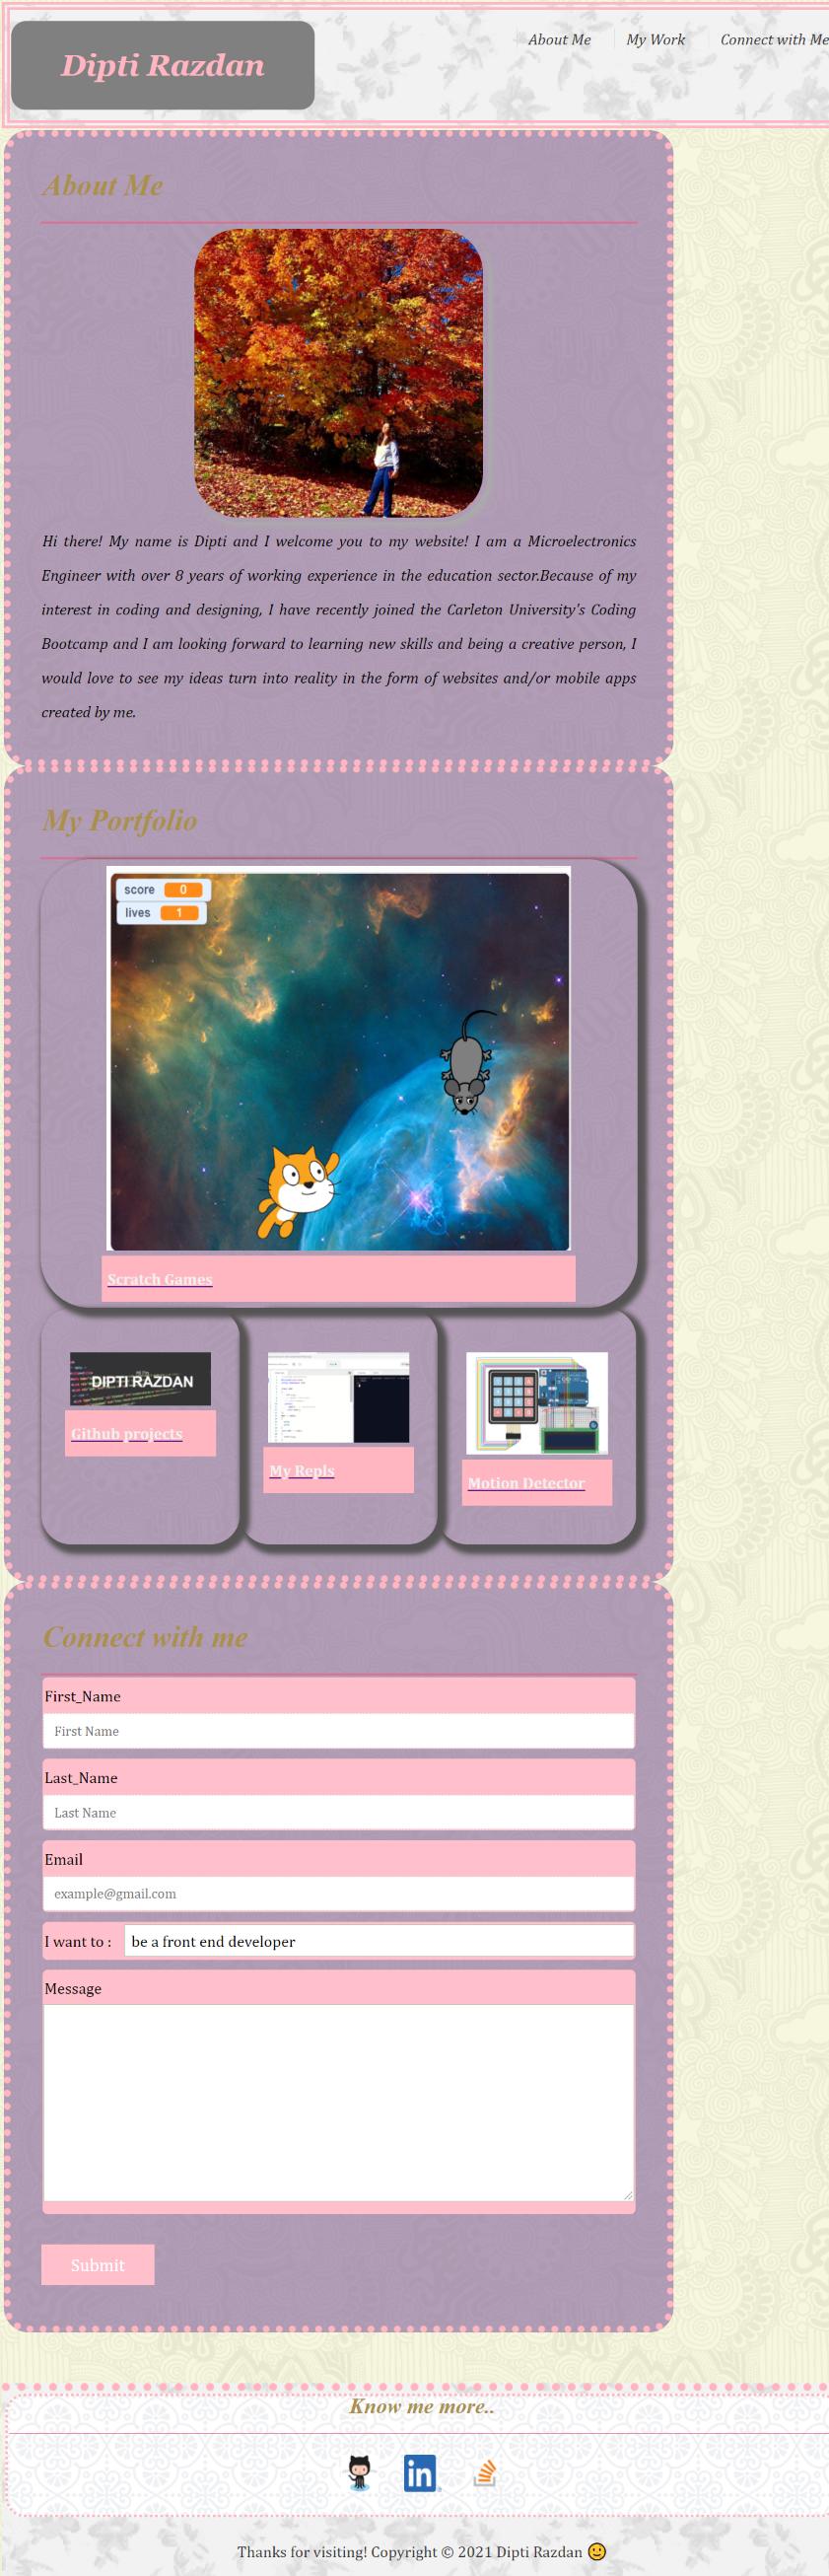 Dipti Razdan
About Me
My Work
Connect with Me
About Me
Hi there! My name is Dipti and I welcome you to my website! I am a Microelectronics
Engineer with over 8 years of working experience in the education sector.Because of my
interest in coding and designing, I have recently joined the Carleton University's Coding
Bootcamp and I am looking forward to learning new skills and being a creative person, I
would love to see my ideas turn into reality in the form of websites and/or mobile apps
created by me.
My Portfolio
score 0
lives 1
Scratch Games
DIPTI RAZDAN
Github projects
My Repls
Motion Detector
Connect with me
First_Name
First Name
Last_Name
Last Name
Email
example@gmail.com
I want to : be a front end developer
Message
Submit
Know me more..
in
Thanks for visiting! Copyright © 2021 Dipti Razdan 🙂